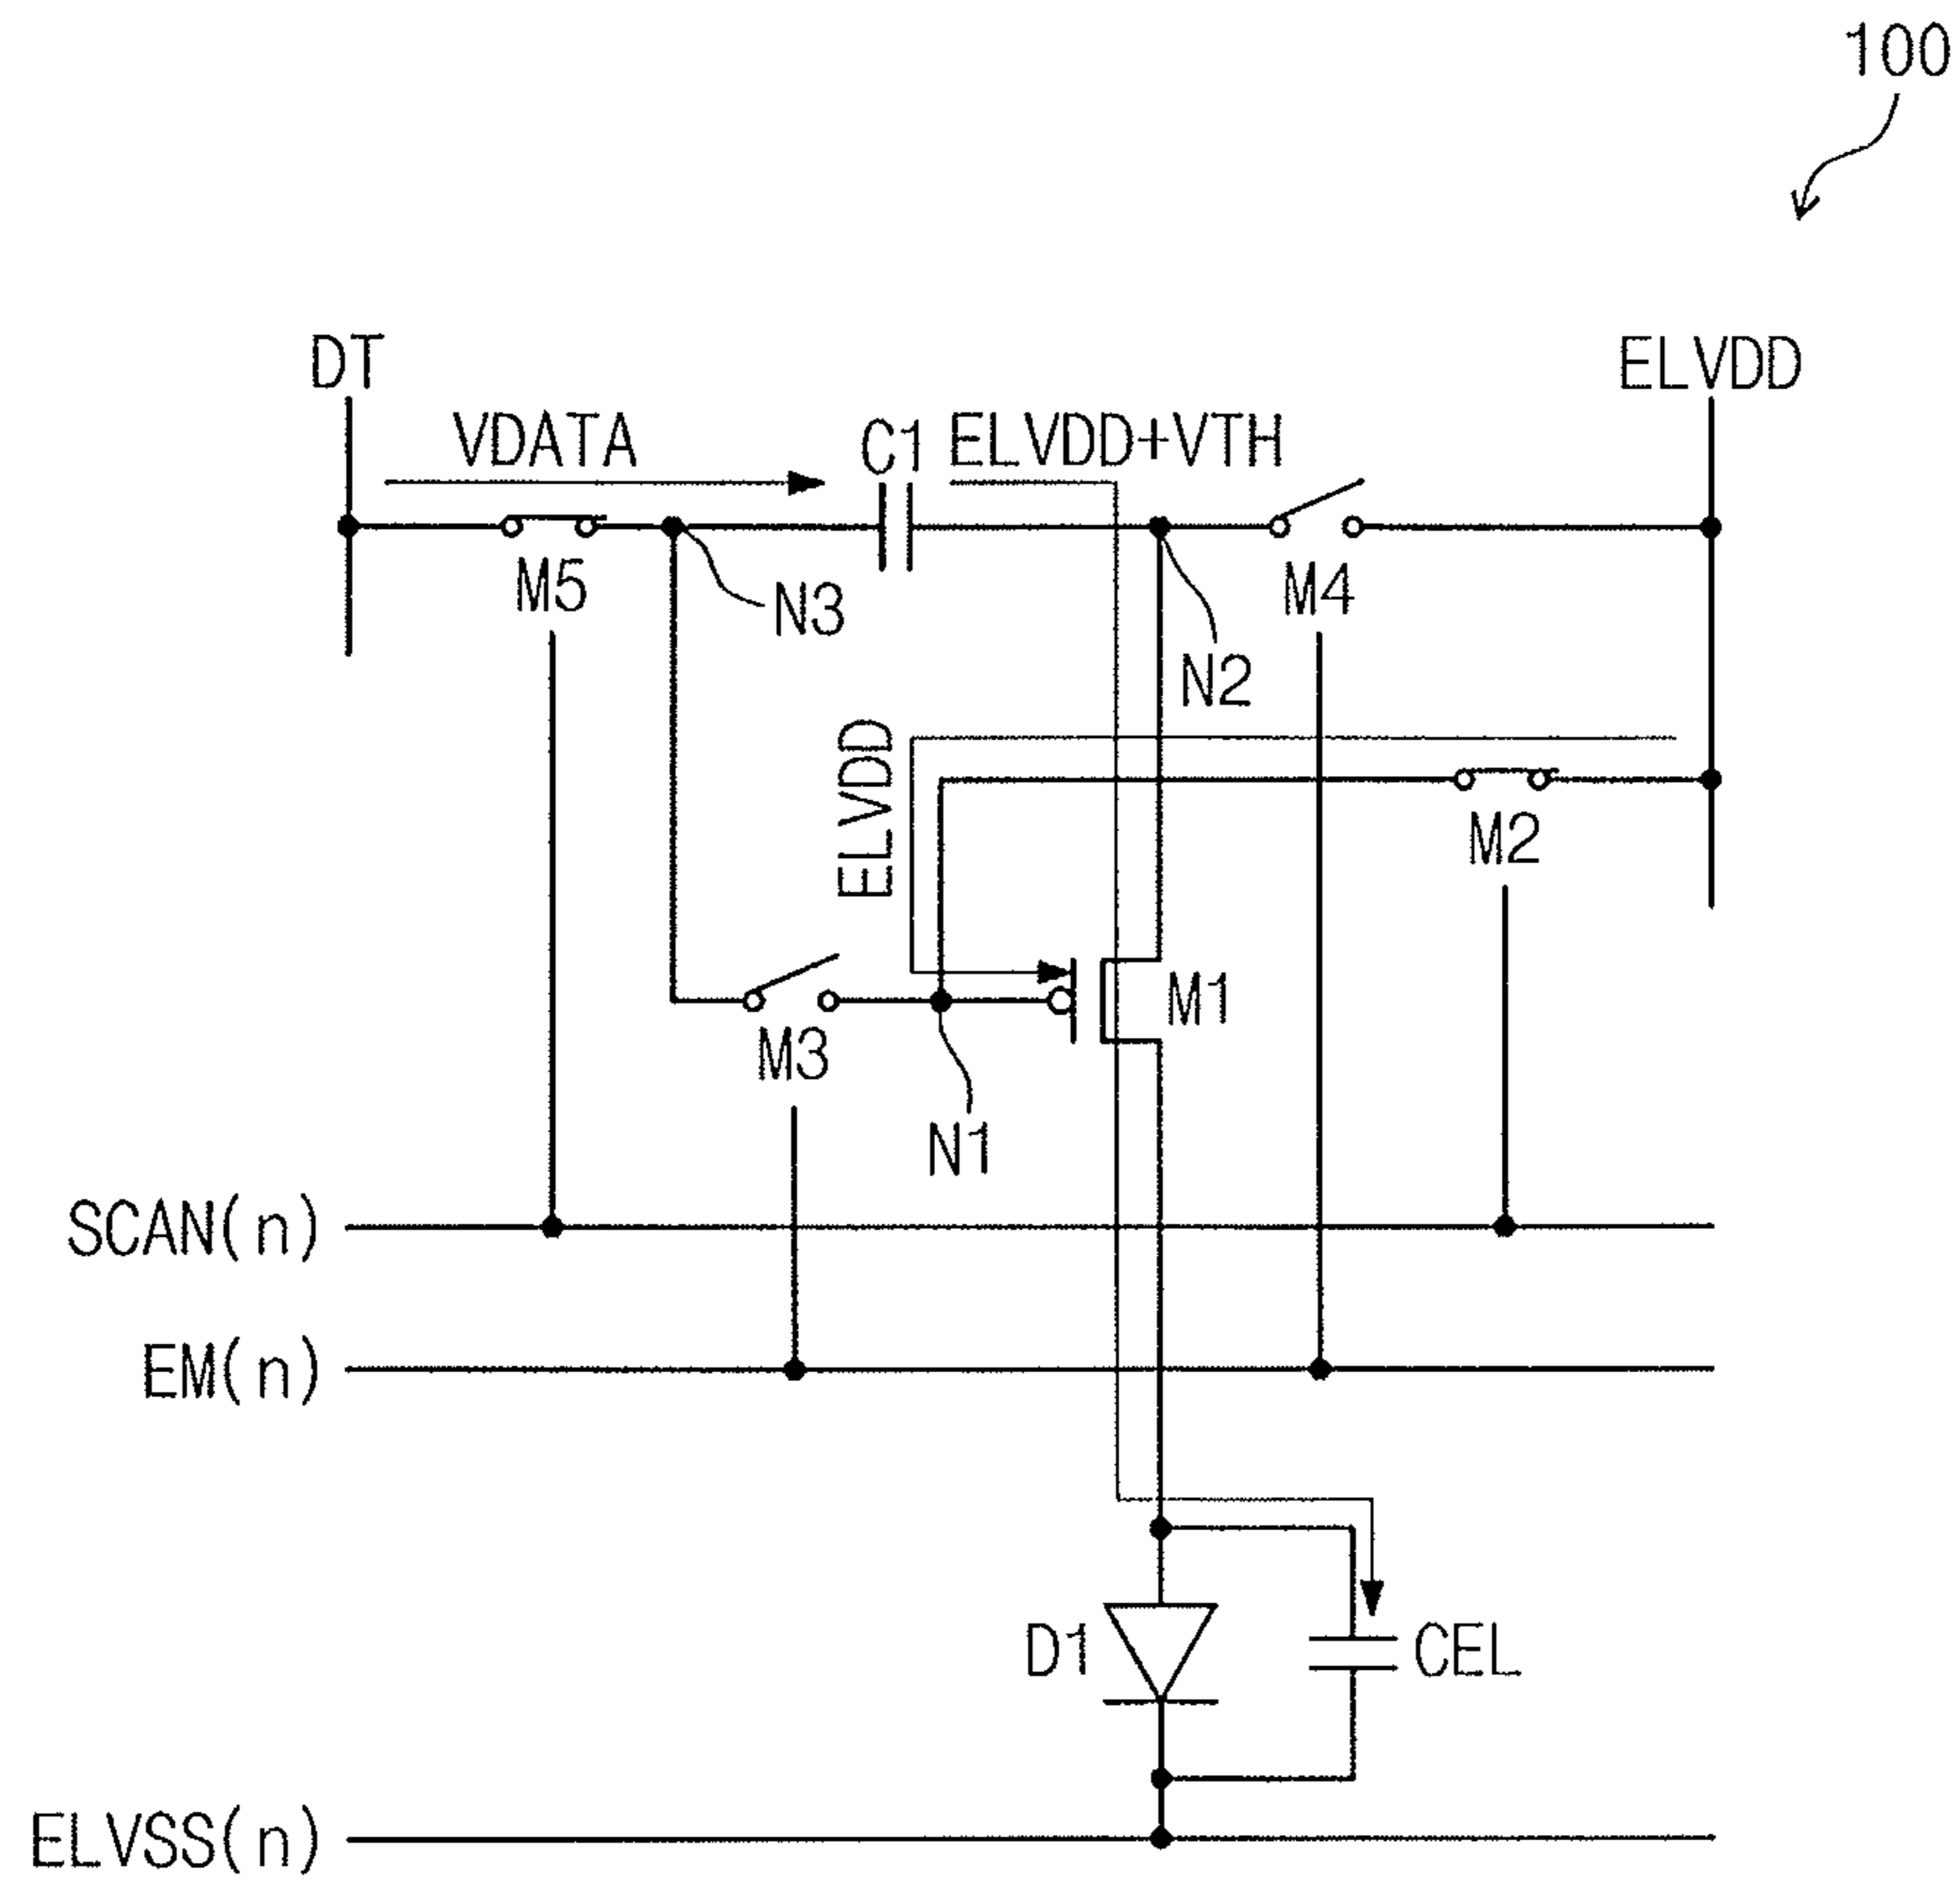 100
DT
ELVDD
VDATA
C1
ELVDD+VTH
M5
N3
M4
N2
ELVDD
M2
M1
M3
N1
SCAN(n)
EM(n)
D1
CEL
ELVSS(n)